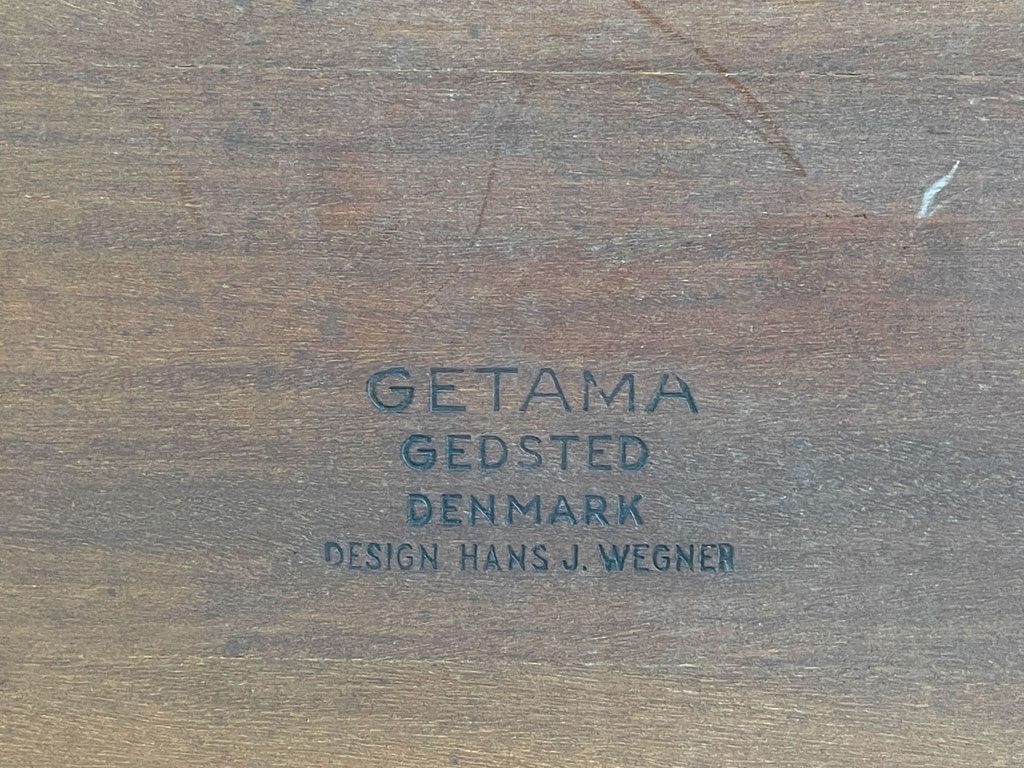 GETAMA
GEDSTED
DENMARK
DESIGN HANS J. WEGNER